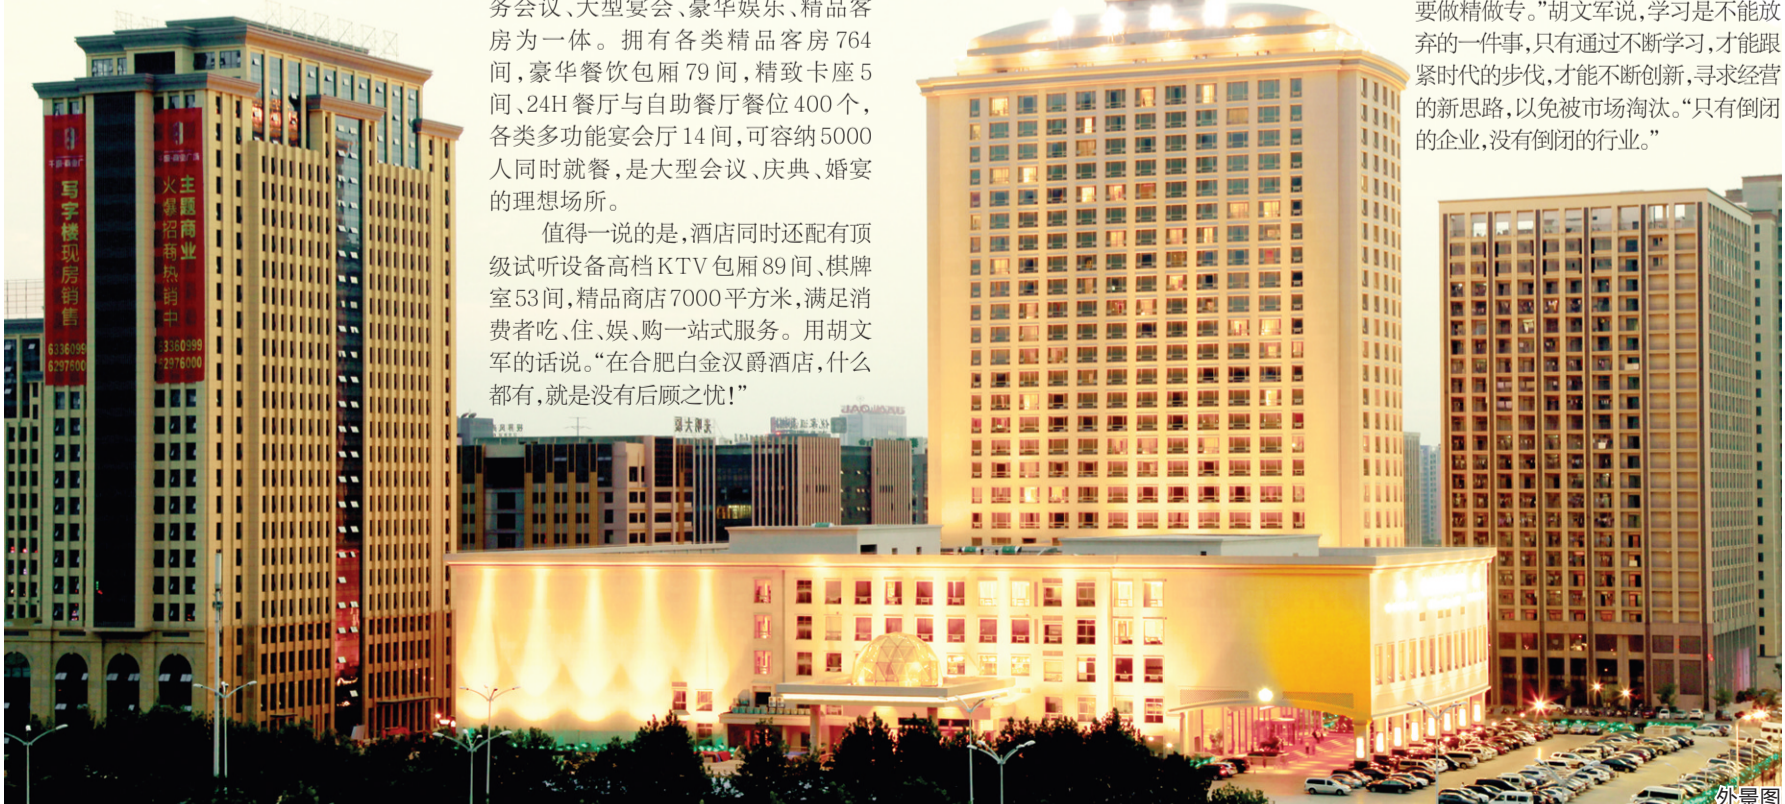 务会议、大型宴会、豪华娱乐、精品客
房为一体。拥有各类精品客房764
间,豪华餐饮包厢79间,精致卡座5
间、24H餐厅与自助餐厅餐位400个,
各类多功能宴会厅14间,可容纳5000
人同时就餐,是大型会议、庆典、婚宴
的理想场所。
值得一说的是,酒店同时还配有顶
级试听设备高档KTV包厢89间、棋牌
室53间,精品商店7000平方米,满足消
费者吃、住、娱、购一站式服务。用胡文
军的话说。“在合肥白金汉爵酒店,什么
都有,就是没有后顾之忧!”
要做精做专。”胡文军说,学习是不能放
弃的一件事,只有通过不断学习,才能跟
紧时代的步伐,才能不断创新,寻求经营
的新思路,以免被市场淘汰。“只有倒闭
的企业,没有倒闭的行业。”
写字楼现房销售
63360999
62976000
主题商业
火爆招商热销中
63360999
62976000
外景图